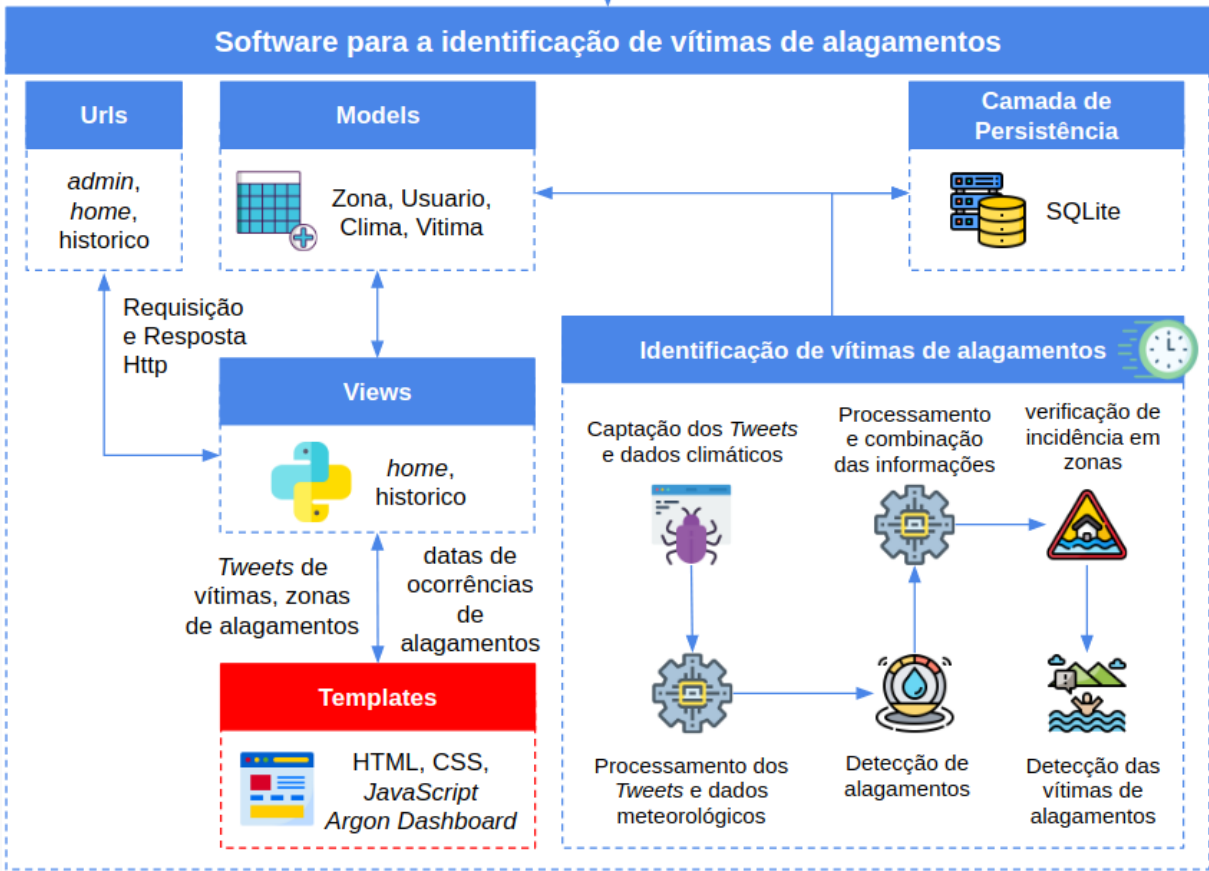 Software para a identificação de vítimas de alagamentos
Urls
admin,
home,
historico
Models
Zona, Usuario,
Clima, Vitima
Camada de
Persistência
SQLite
Requisição
e Resposta
Http
Views
home,
historico
Tweets de
vítimas, zonas
de alagamentos
datas de
ocorrências
de
alagamentos
Templates
HTML, CSS,
JavaScript
Argon Dashboard
Identificação de vítimas de alagamentos
Captação dos Tweets
e dados climáticos
Processamento
e combinação
das informações
verificação de
incidência em
zonas
Processamento dos
Tweets e dados
meteorológicos
Detecção de
alagamentos
Detecção das
vítimas de
alagamentos